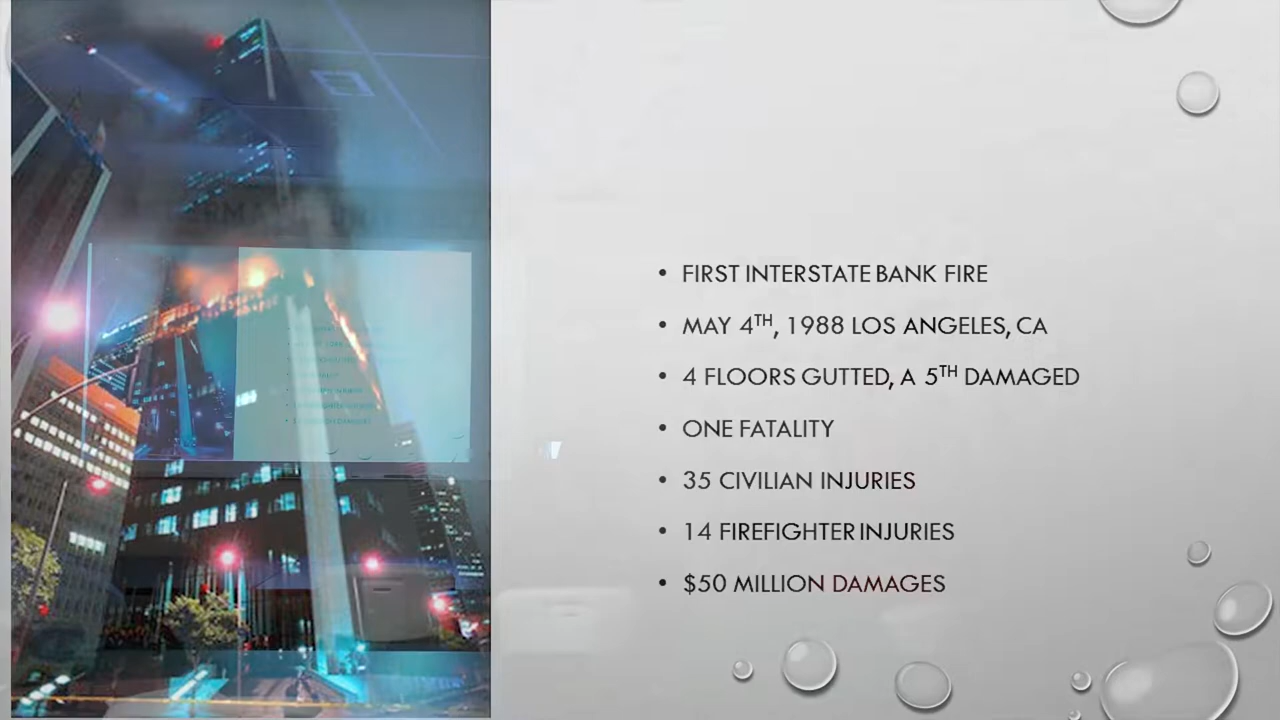 • FIRST INTERSTATE BANK FIRE
• MAY 4TH, 1988 LOS ANGELES, CA
• 4 FLOORS GUTTED, A 5TH DAMAGED
• ONE FATALITY
• 35 CIVILIAN INJURIES
• 14 FIREFIGHTER INJURIES
• $50 MILLION DAMAGES